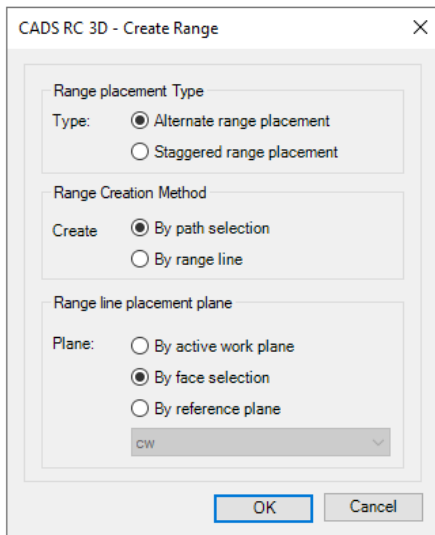 CADS RC 3D - Create Range
Range placement Type
Type: Alternate range placement
Staggered range placement
Range Creation Method
Create By path selection
By range line
Range line placement plane
Plane: By active work plane
By face selection
By reference plane
cw
OK Cancel